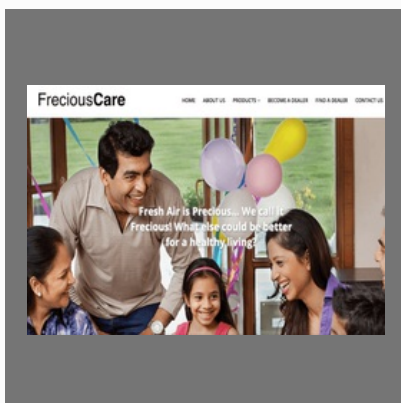 FreciousCare
HOME ABOUT US PRODUCTS BECOME A DEALER FIND A DEALER CONTACT US
Fresh Air is Precious... We call it
Frecious! What else could be better
for a healthy living?